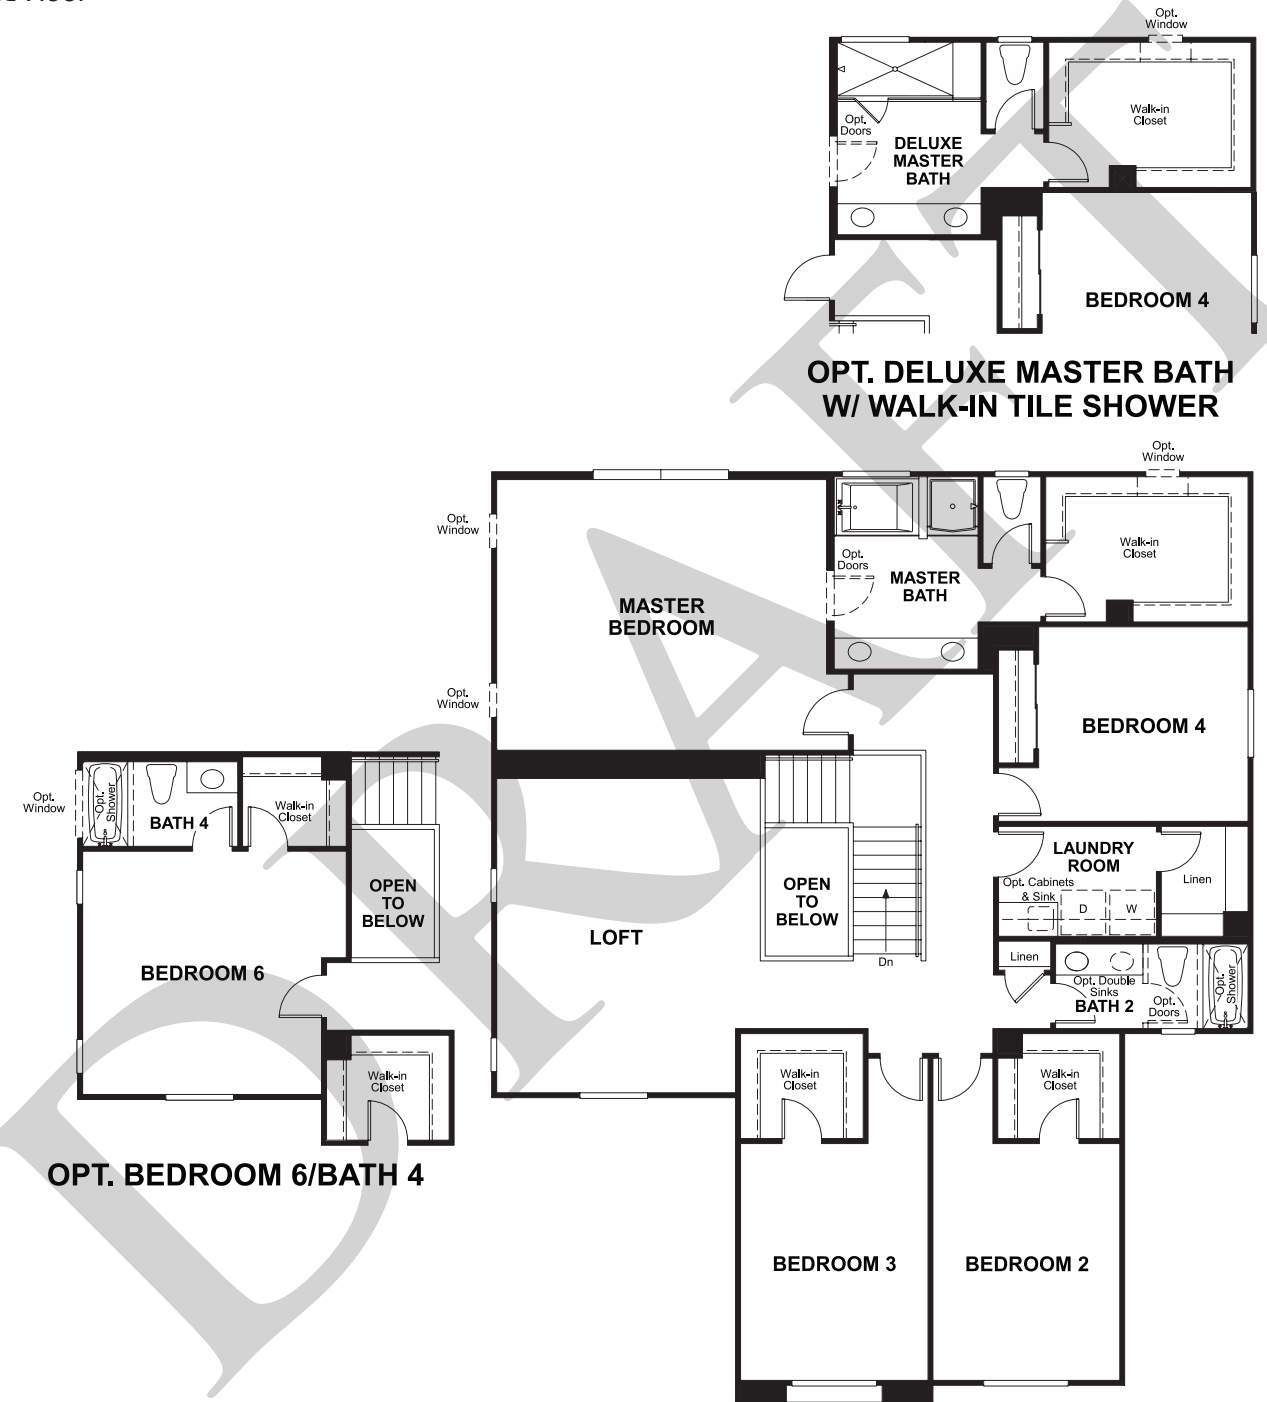 Opt.
Window
Walk-in
Closet
Opt.
Doors
DELUXE
MASTER
BATH
BEDROOM 4
OPT. DELUXE MASTER BATH
W/ WALK-IN TILE SHOWER
Opt.
Window
Opt.
Window
Walk-in
Closet
Opt.
Doors
MASTER
BATH
MASTER
BEDROOM
Opt.
Window
BEDROOM 4
Opt.
Window
Opt.
Shower
BATH 4
Walk-in
Closet
OPEN
TO
BELOW
BEDROOM 6
Walk-in
Closet
OPT. BEDROOM 6/BATH 4
LOFT
OPEN
TO
BELOW
Dn
LAUNDRY
ROOM
Opt. Cabinets
& Sink
D
W
Linen
Linen
Opt. Double
Sinks
BATH 2
Opt.
Doors
Opt.
Shower
Walk-in
Closet
Walk-in
Closet
BEDROOM 3
BEDROOM 2
DRAFT